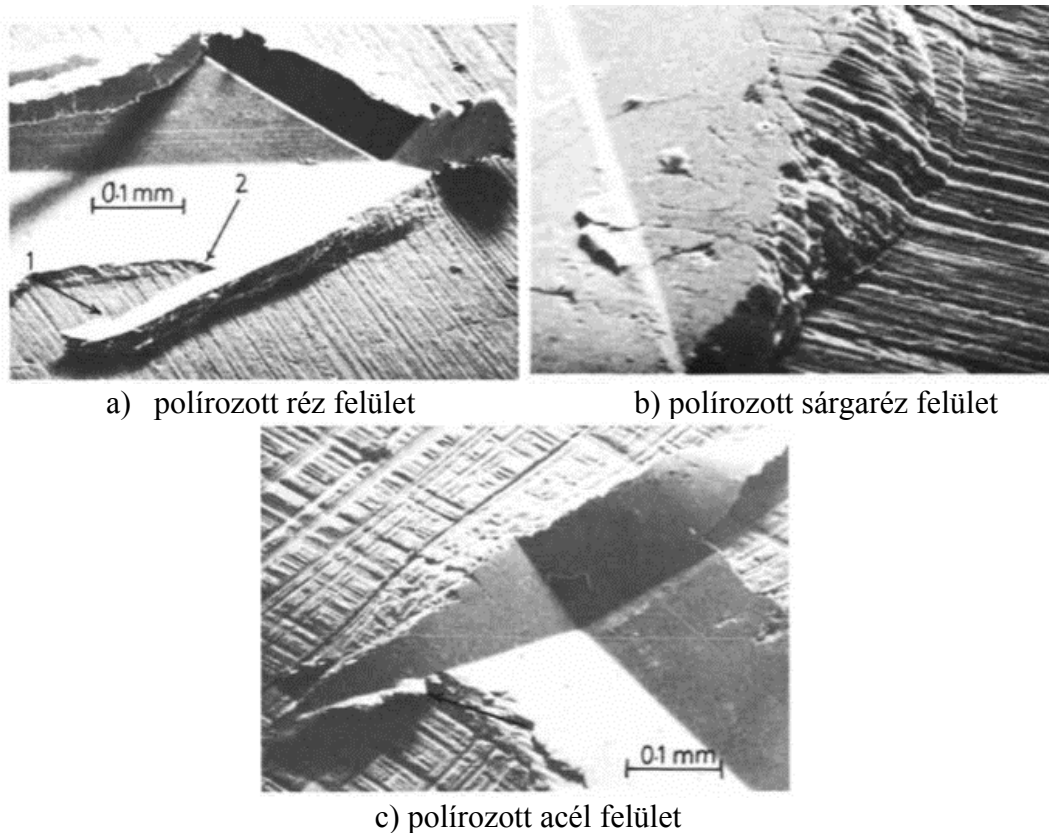 2
0·1 mm
1
a) polírozott réz felület
b) polírozott sárgaréz felület
0·1 mm
c) polírozott acél felület